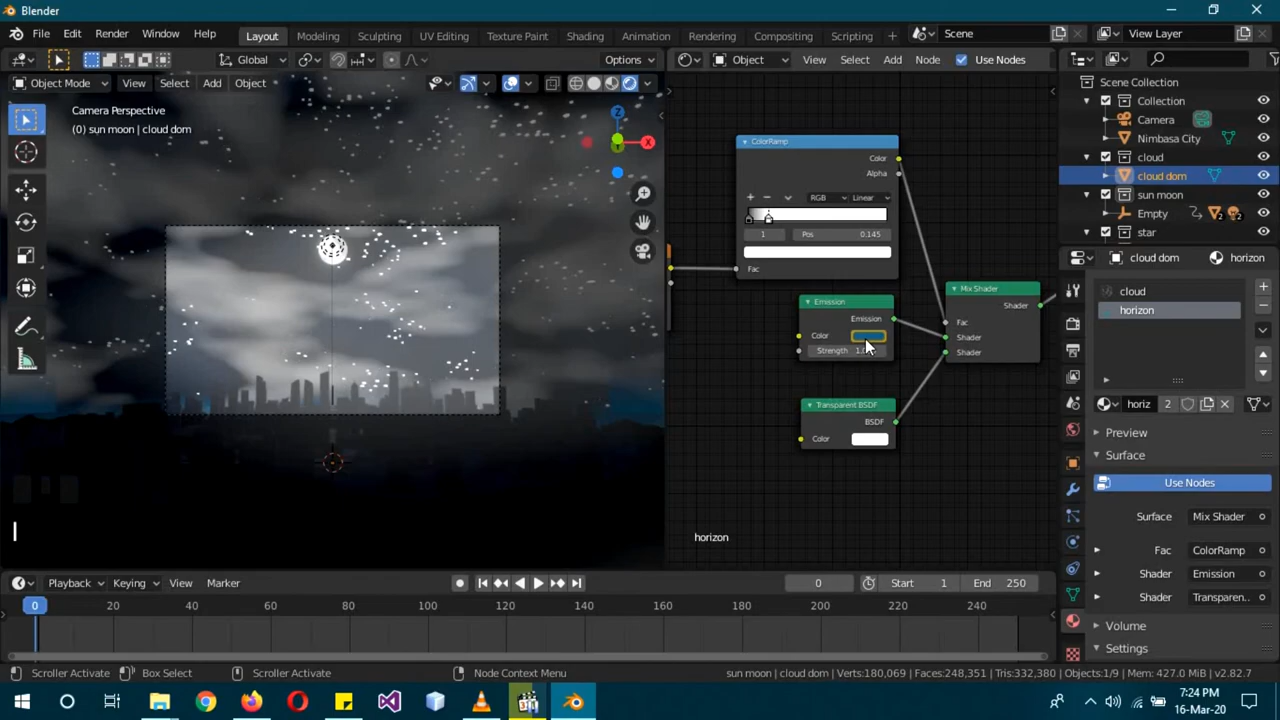 Blender
File Edit Render Window Help
Layout Modeling Sculpting UV Editing Texture Paint Shading Animation Rendering Compositing Scripting
Scene
View Layer
Global
Options
Object
View Select Add Node
Use Nodes
Object Mode
View Select Add Object
Camera Perspective
(0) sun moon | cloud dom
Z
X
Y
Scene Collection
Collection
Camera
Nimbasa City
cloud
cloud dom
sun moon
Empty
2
2
star
ColorRamp
Color
Alpha
RGB
Linear
1
Pos 0.145
Fac
Emission
Emission
Color
Strength
Mix Shader
Shader
Fac
Shader
Shader
Transparent BSDF
BSDF
Color
horizon
cloud dom
horizon
cloud
horizon
horiz 2
Preview
Surface
Use Nodes
Surface Mix Shader
Fac ColorRamp
Shader Emission
Shader Transparen..
Volume
Settings
Playback Keying View Marker
0
Start 1
End 250
0 20 40 60 80 100 120 140 160 180 200 220 240
Scroller Activate
Box Select
Scroller Activate
Node Context Menu
sun moon | cloud dom | Verts:180,069 | Faces:248,351 | Tris:332,380 | Objects:1/9 | Mem: 427.0 MiB | v2.82.7
7:24 PM
16-Mar-20